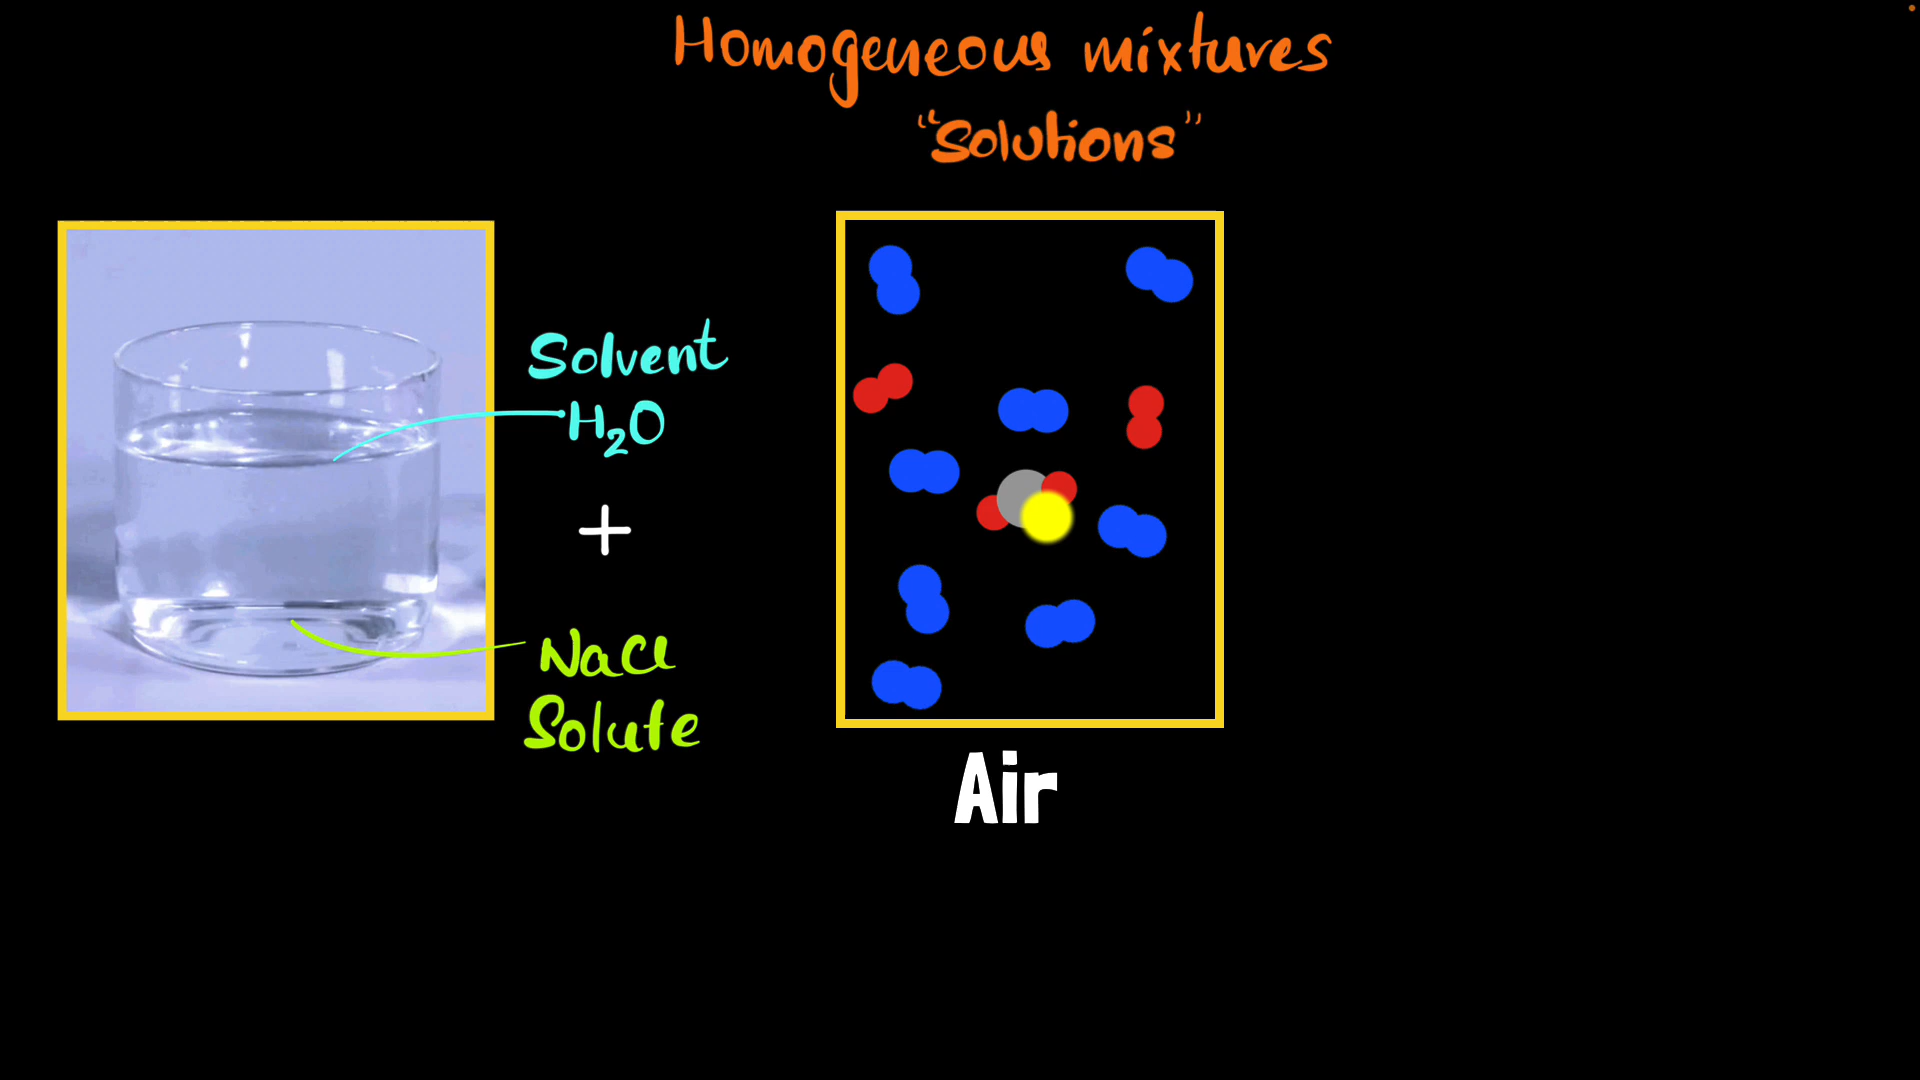 Homogeneous mixtures
"Solutions"
Solvent
H₂O
+
NaCl
Solute
Air